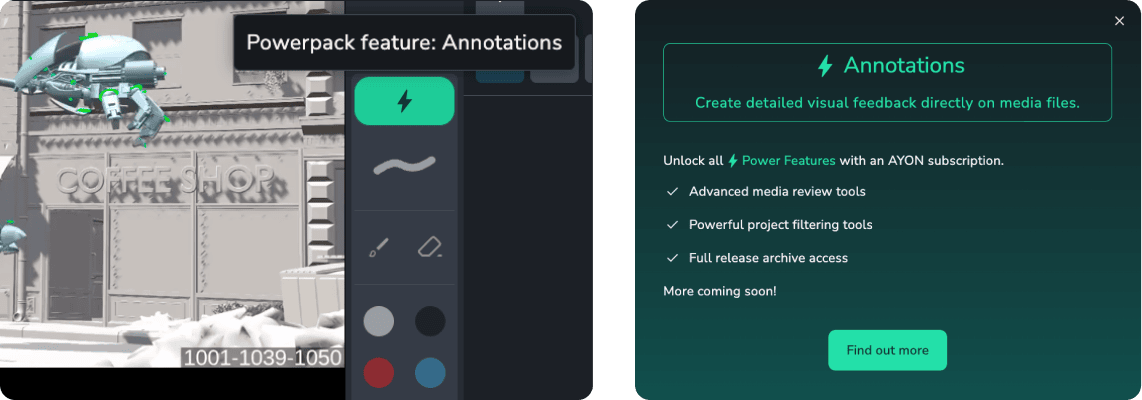 Powerpack feature: Annotations
COFFEE SHOP
1001-1039-1050
Annotations
Create detailed visual feedback directly on media files.
Unlock all Power Features with an AYON subscription.
Advanced media review tools
Powerful project filtering tools
Full release archive access
More coming soon!
Find out more